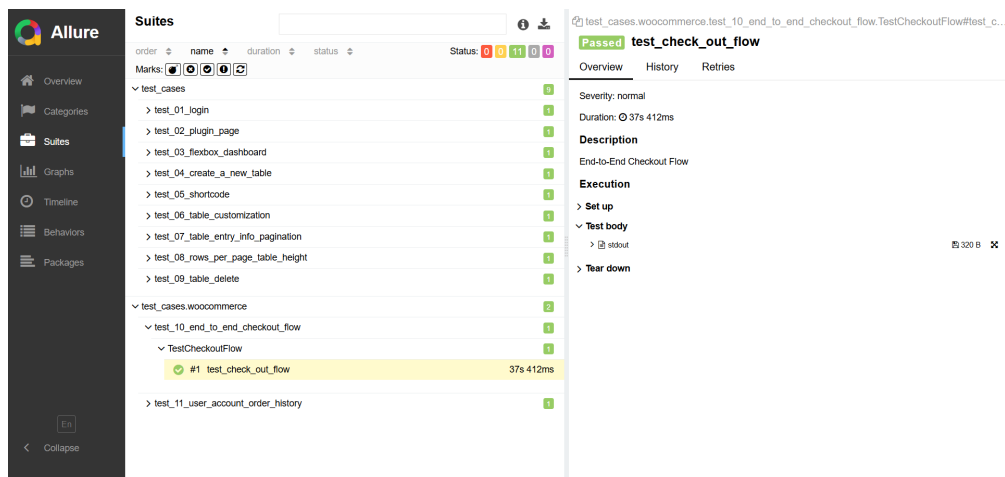 Allure
Overview
Categories
Suites
Graphs
Timeline
Behaviors
Packages
En
Collapse
Suites
order name duration status Status: 0 0 11 0 0
Marks:
test_cases 9
test_01_login 1
test_02_plugin_page 1
test_03_flexbox_dashboard 1
test_04_create_a_new_table 1
test_05_shortcode 1
test_06_table_customization 1
test_07_table_entry_info_pagination 1
test_08_rows_per_page_table_height 1
test_09_table_delete 1
test_cases.woocommerce 2
test_10_end_to_end_checkout_flow 1
TestCheckoutFlow 1
#1 test_check_out_flow 37s 412ms
test_11_user_account_order_history 1
test_cases.woocommerce.test_10_end_to_end_checkout_flow.TestCheckoutFlow#test_c...
Passed test_check_out_flow
Overview History Retries
Severity: normal
Duration: 37s 412ms
Description
End-to-End Checkout Flow
Execution
Set up
Test body
stdout 320 B
Tear down